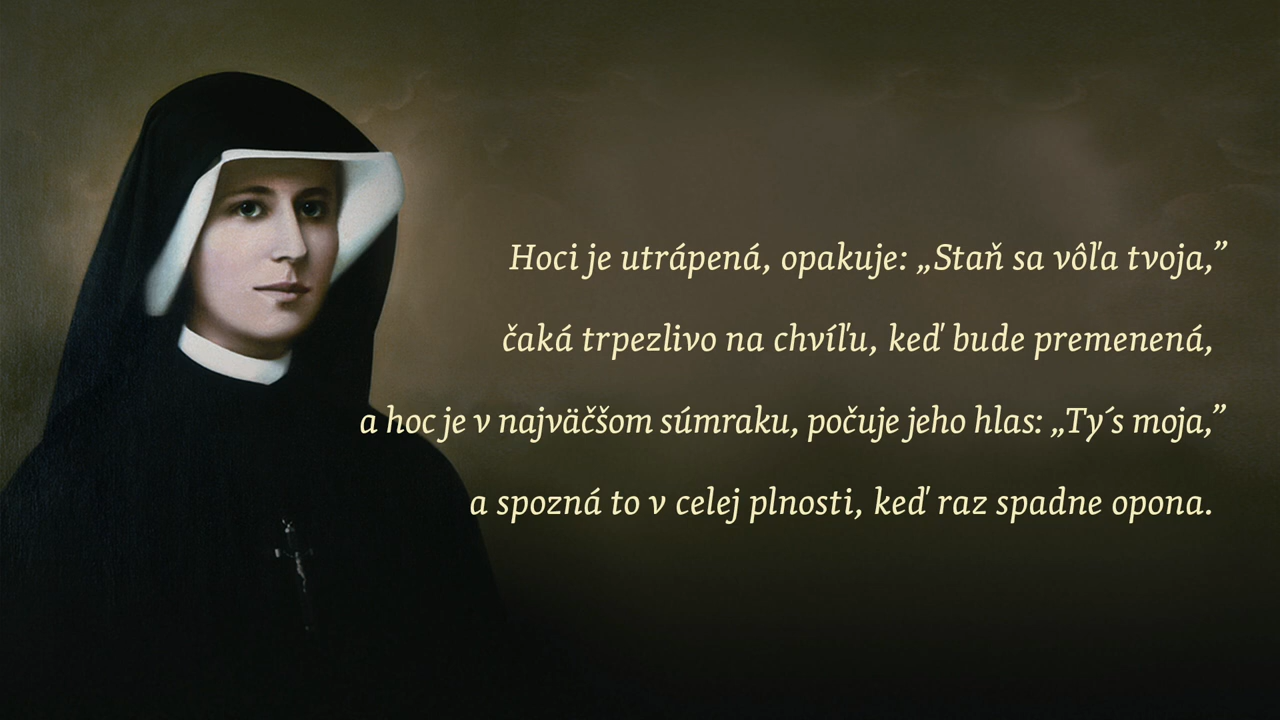 Hoci je utrápená, opakuje: „Staň sa vôľa tvoja,”
čaká trpezlivo na chvíľu, keď bude premenená,
a hoc je v najväčšom súmraku, počuje jeho hlas: „Ty´s moja,”
a spozná to v celej plnosti, keď raz spadne opona.